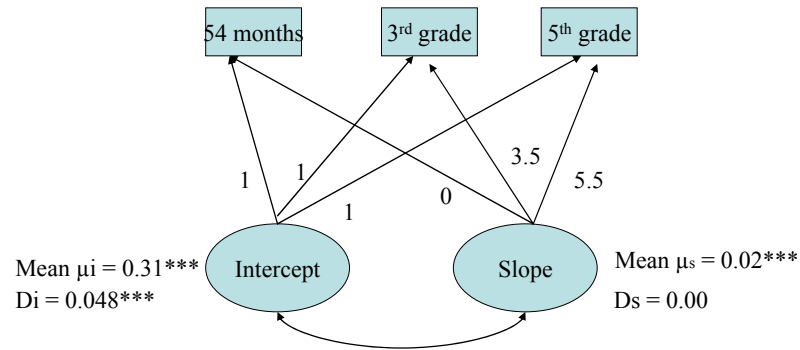 54 months
3rd grade
5th grade
1
1
1
0
3.5
5.5
Intercept
Slope
Mean μi = 0.31***
Di = 0.048***
Mean μs = 0.02***
Ds = 0.00